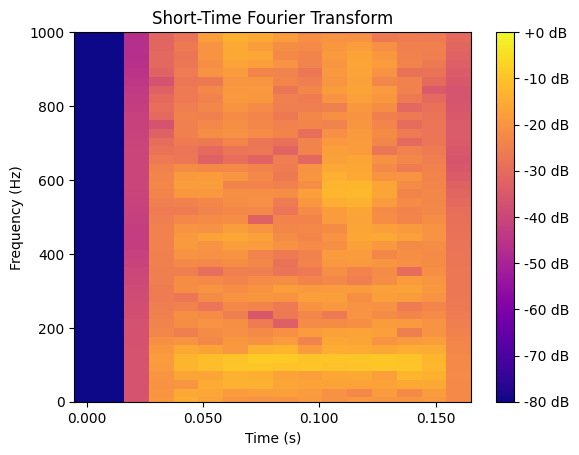 Short-Time Fourier Transform
Frequency (Hz)
1000
800
600
400
200
0
0.000
0.050
0.100
0.150
Time (s)
+0 dB
-10 dB
-20 dB
-30 dB
-40 dB
-50 dB
-60 dB
-70 dB
-80 dB